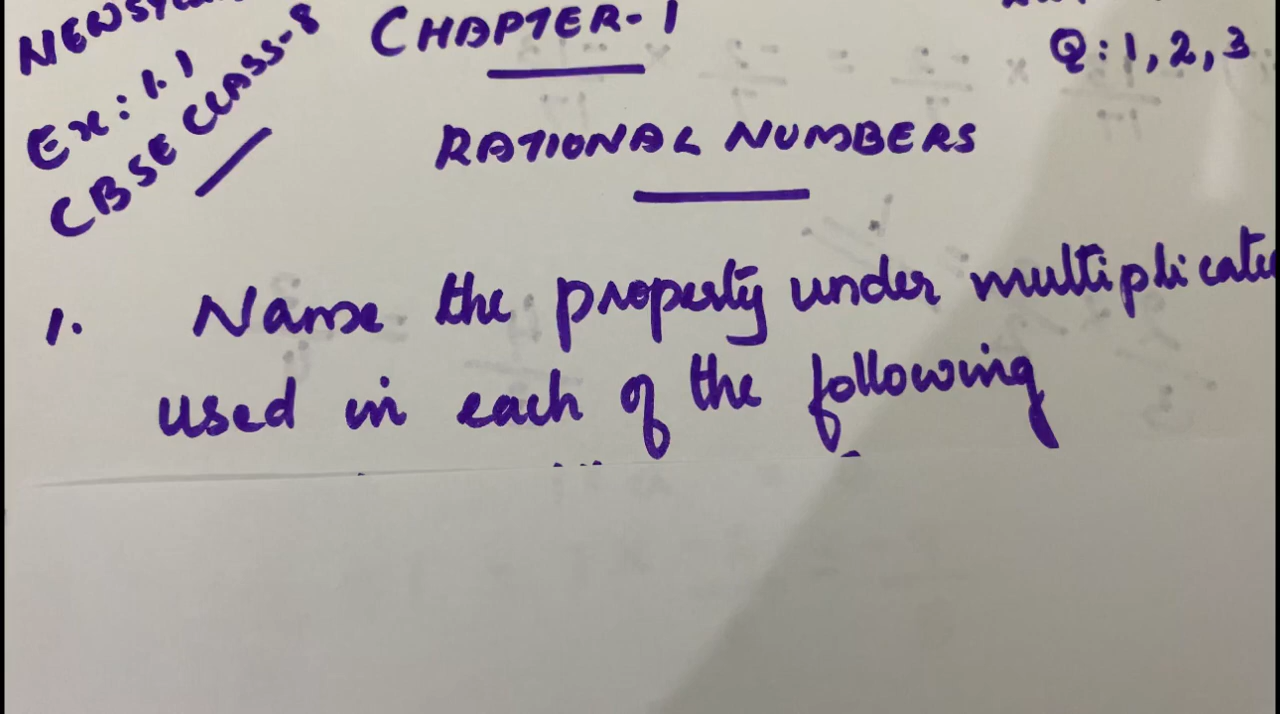 CHAPTER-1
Q: 1, 2, 3
Ex: 1.1
CBSE CLASS-8
RATIONAL NUMBERS
1. Name the property under
used in each of the following